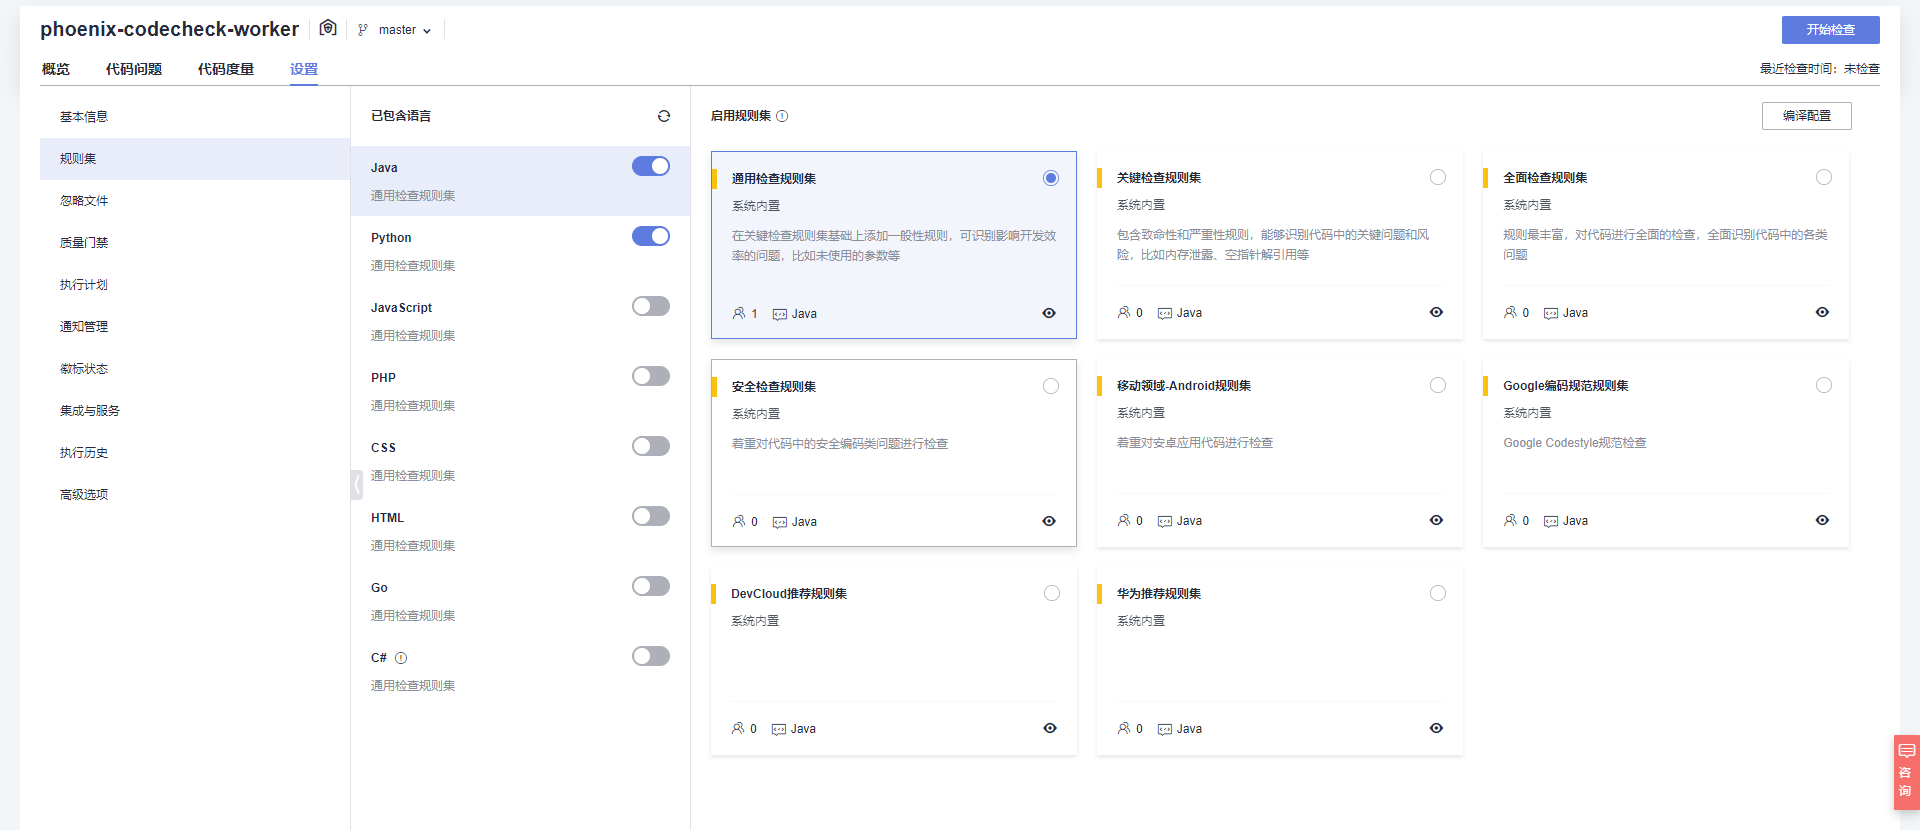 phoenix-codecheck-worker
master
开始检查
概览
代码问题
代码度量
设置
最近检查时间：未检查
基本信息
规则集
忽略文件
质量门禁
执行计划
通知管理
徽标状态
集成与服务
执行历史
高级选项
已包含语言
Java
通用检查规则集
Python
通用检查规则集
JavaScript
通用检查规则集
PHP
通用检查规则集
CSS
通用检查规则集
HTML
通用检查规则集
Go
通用检查规则集
C#
通用检查规则集
启用规则集
编译配置
通用检查规则集
系统内置
在关键检查规则集基础上添加一般性规则，可识别影响开发效
率的问题，比如未使用的参数等
1 Java
关键检查规则集
系统内置
包含致命性和严重性规则，能够识别代码中的关键问题和风
险，比如内存泄露、空指针解引用等
0 Java
全面检查规则集
系统内置
规则最丰富，对代码进行全面的检查，全面识别代码中的各类
问题
0 Java
安全检查规则集
系统内置
着重对代码中的安全编码类问题进行检查
0 Java
移动领域-Android规则集
系统内置
着重对安卓应用代码进行检查
0 Java
Google编码规范规则集
系统内置
Google Codestyle规范检查
0 Java
DevCloud推荐规则集
系统内置
0 Java
华为推荐规则集
系统内置
0 Java
咨
询